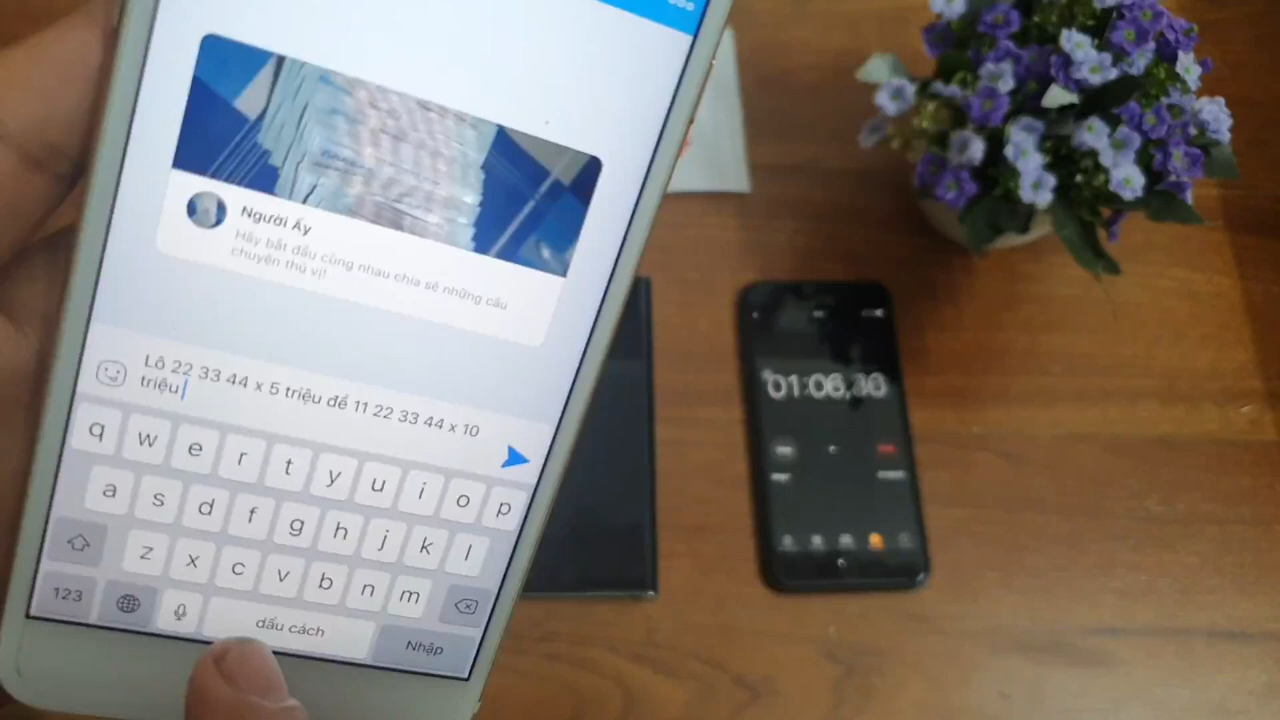 Người Ấy
Hãy bắt đầu cùng nhau chia sẻ những câu
chuyện thú vị!
Lô 22 33 44 x 5 triệu đề 11 22 33 44 x 10
triệu
q w e r t y u i o p
a s d f g h j k l
z x c v b n m
123
dấu cách
Nhập
01:06,30